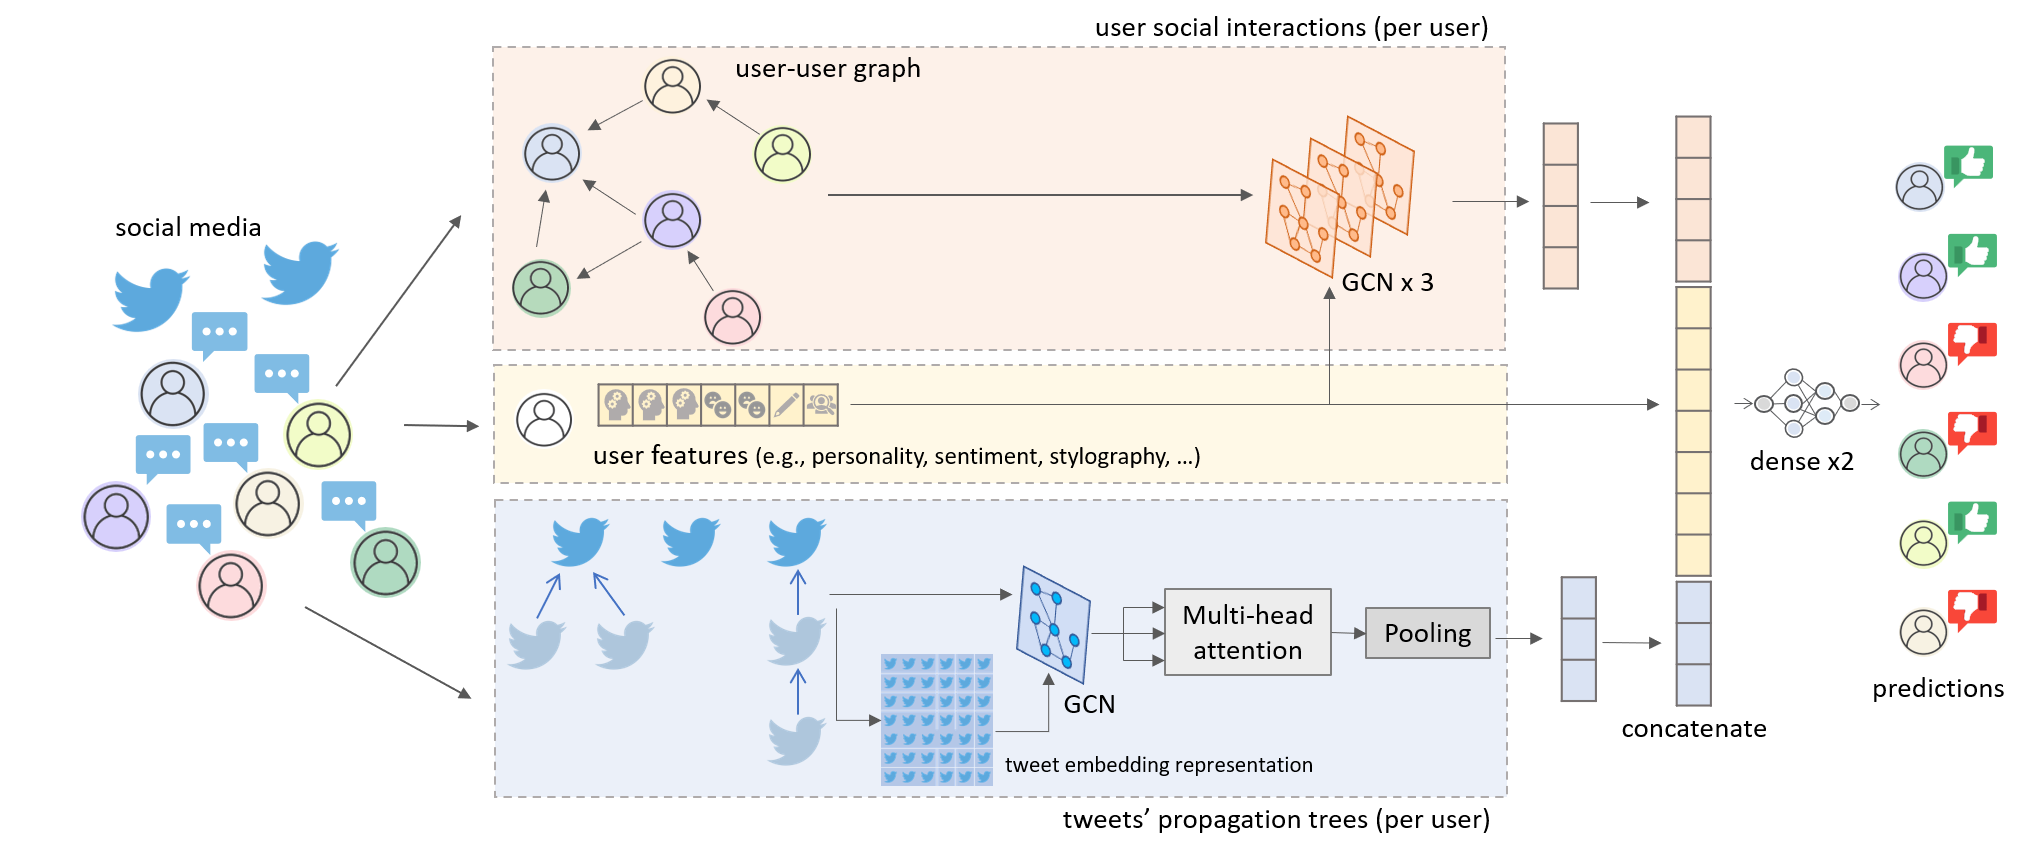 user social interactions (per user)
user-user graph
social media
GCN x 3
user features (e.g., personality, sentiment, stylography, ...)
dense x2
Multi-head
attention
Pooling
GCN
tweet embedding representation
predictions
concatenate
tweets’ propagation trees (per user)